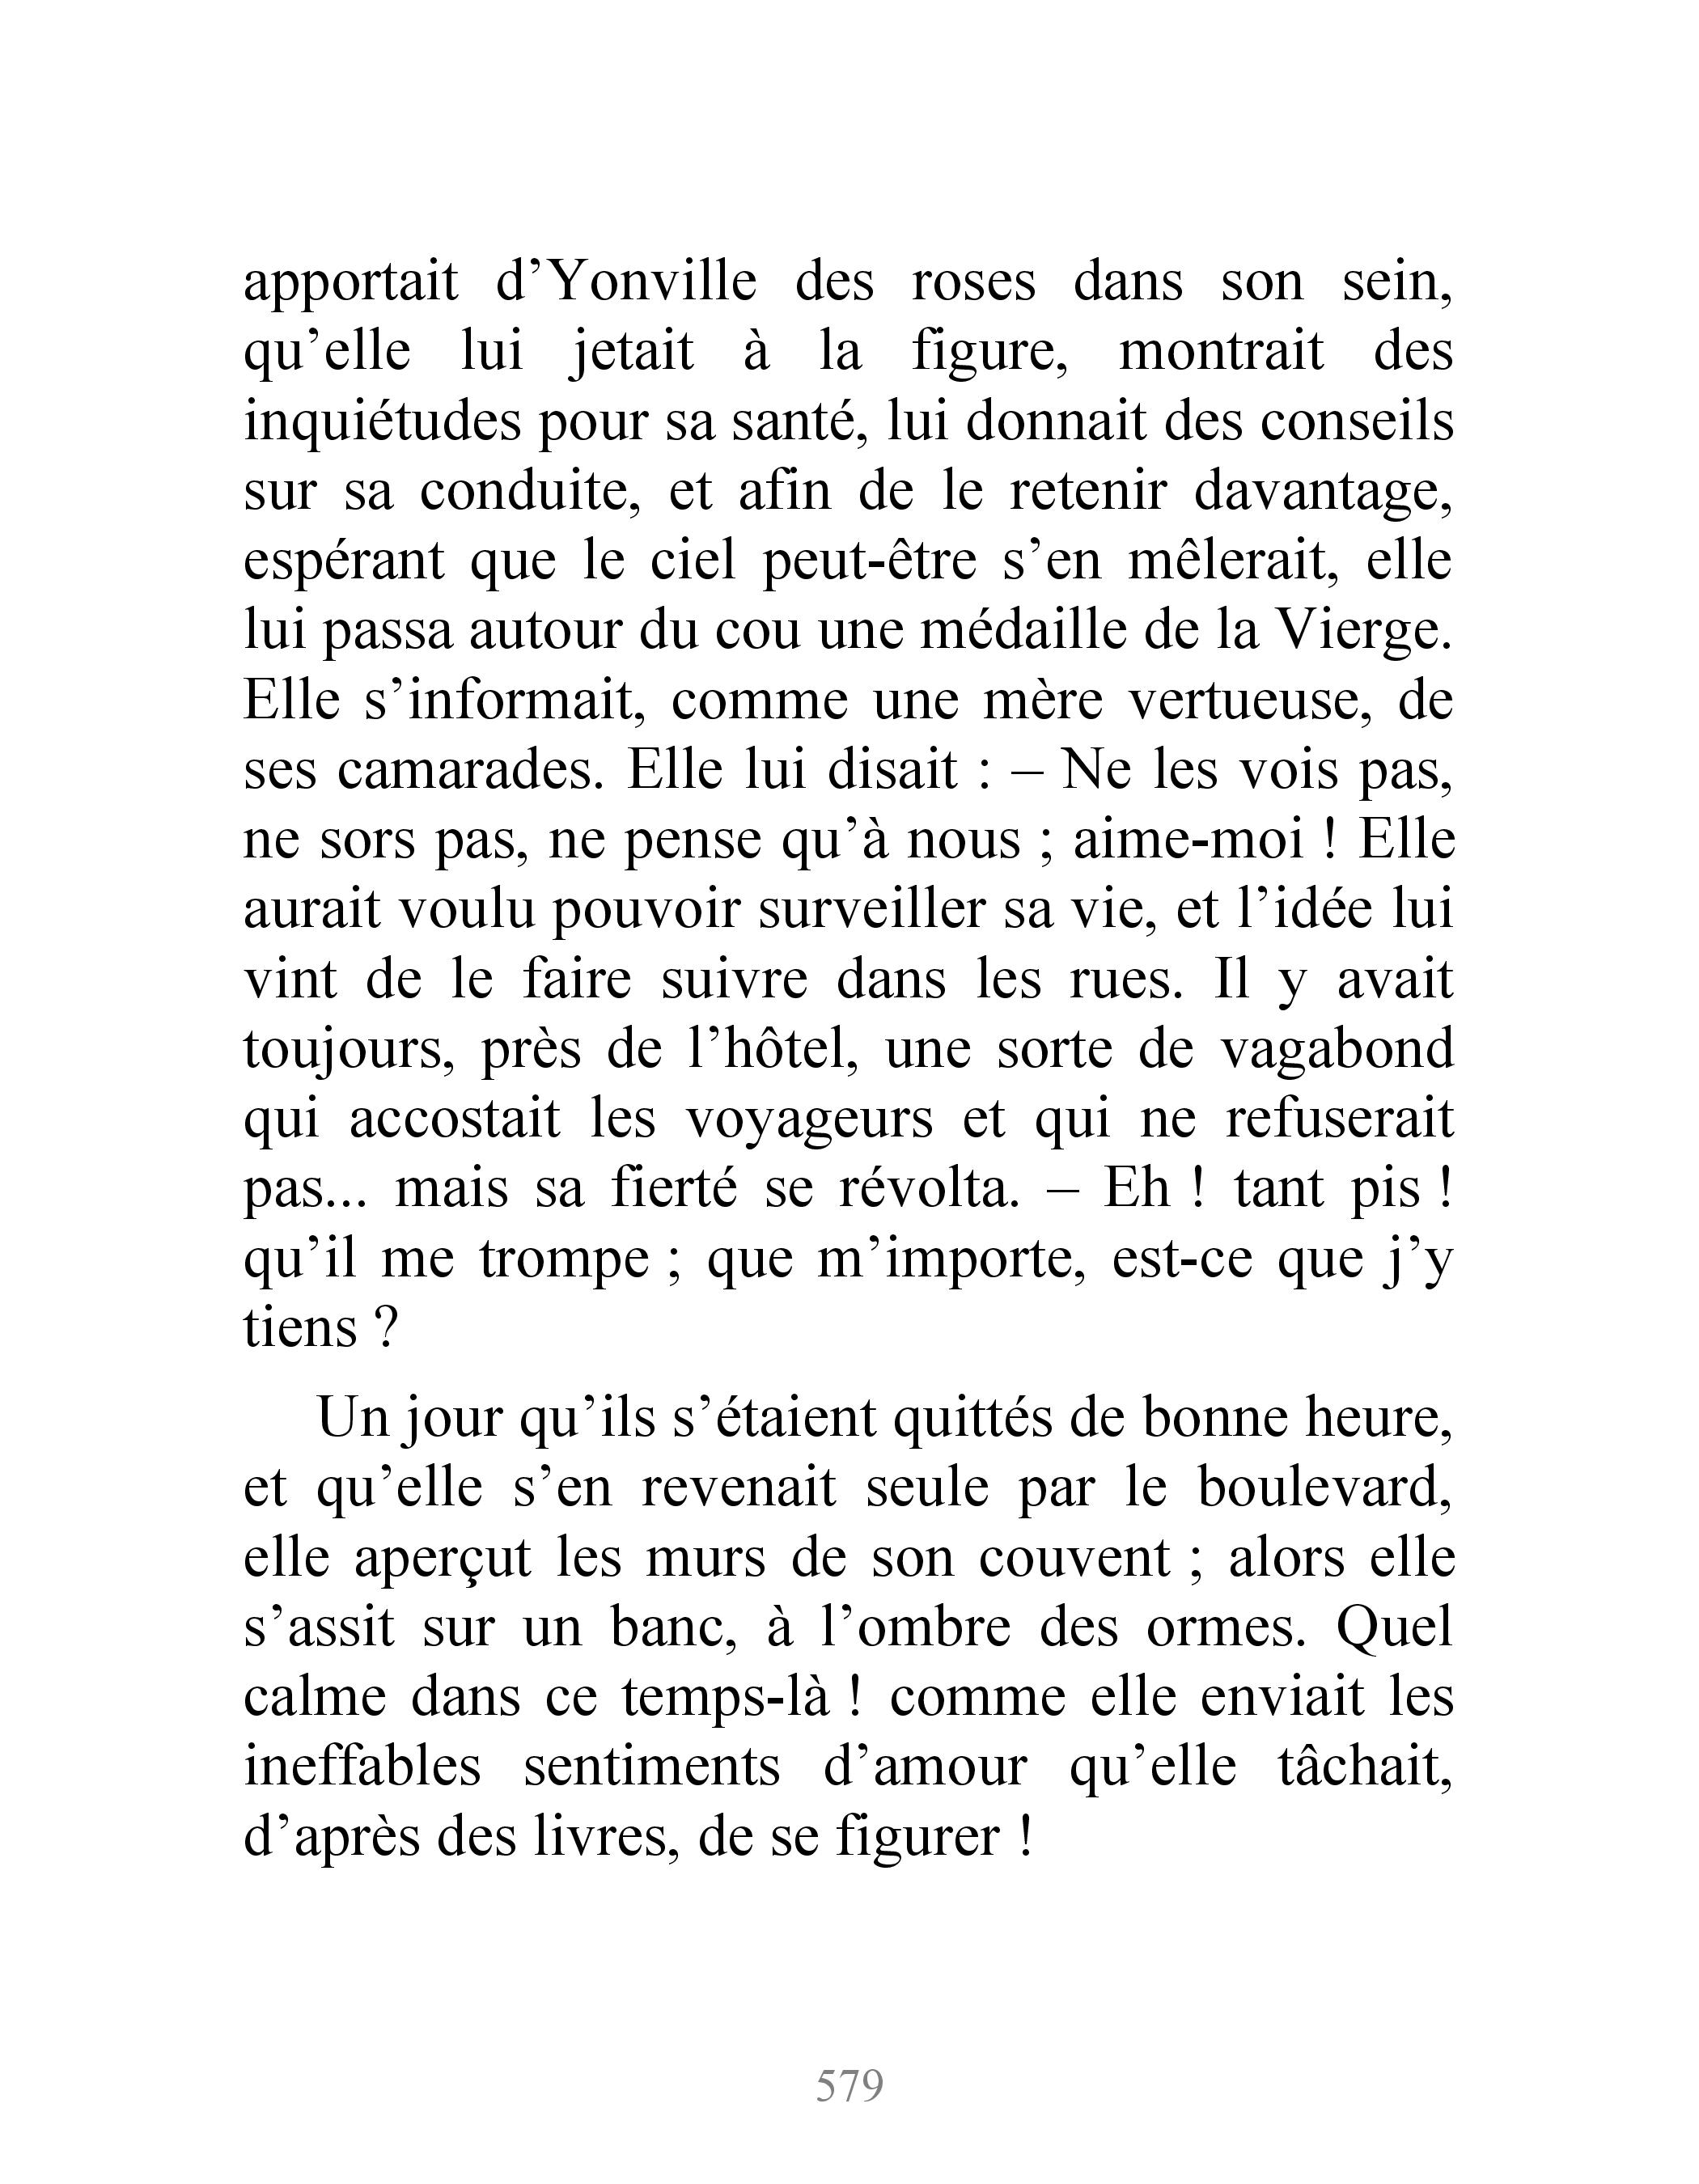 apportait d’Yonville des roses dans son sein,
qu’elle lui jetait à la figure, montrait des
inquiétudes pour sa santé, lui donnait des conseils
sur sa conduite, et afin de le retenir davantage,
espérant que le ciel peut-être s’en mêlerait, elle
lui passa autour du cou une médaille de la Vierge.
Elle s’informait, comme une mère vertueuse, de
ses camarades. Elle lui disait : – Ne les vois pas,
ne sors pas, ne pense qu’à nous ; aime-moi ! Elle
aurait voulu pouvoir surveiller sa vie, et l’idée lui
vint de le faire suivre dans les rues. Il y avait
toujours, près de l’hôtel, une sorte de vagabond
qui accostait les voyageurs et qui ne refuserait
pas... mais sa fierté se révolta. – Eh ! tant pis !
qu’il me trompe ; que m’importe, est-ce que j’y
tiens ?
Un jour qu’ils s’étaient quittés de bonne heure,
et qu’elle s’en revenait seule par le boulevard,
elle aperçut les murs de son couvent ; alors elle
s’assit sur un banc, à l’ombre des ormes. Quel
calme dans ce temps-là ! comme elle enviait les
ineffables sentiments d’amour qu’elle tâchait,
d’après des livres, de se figurer !
579